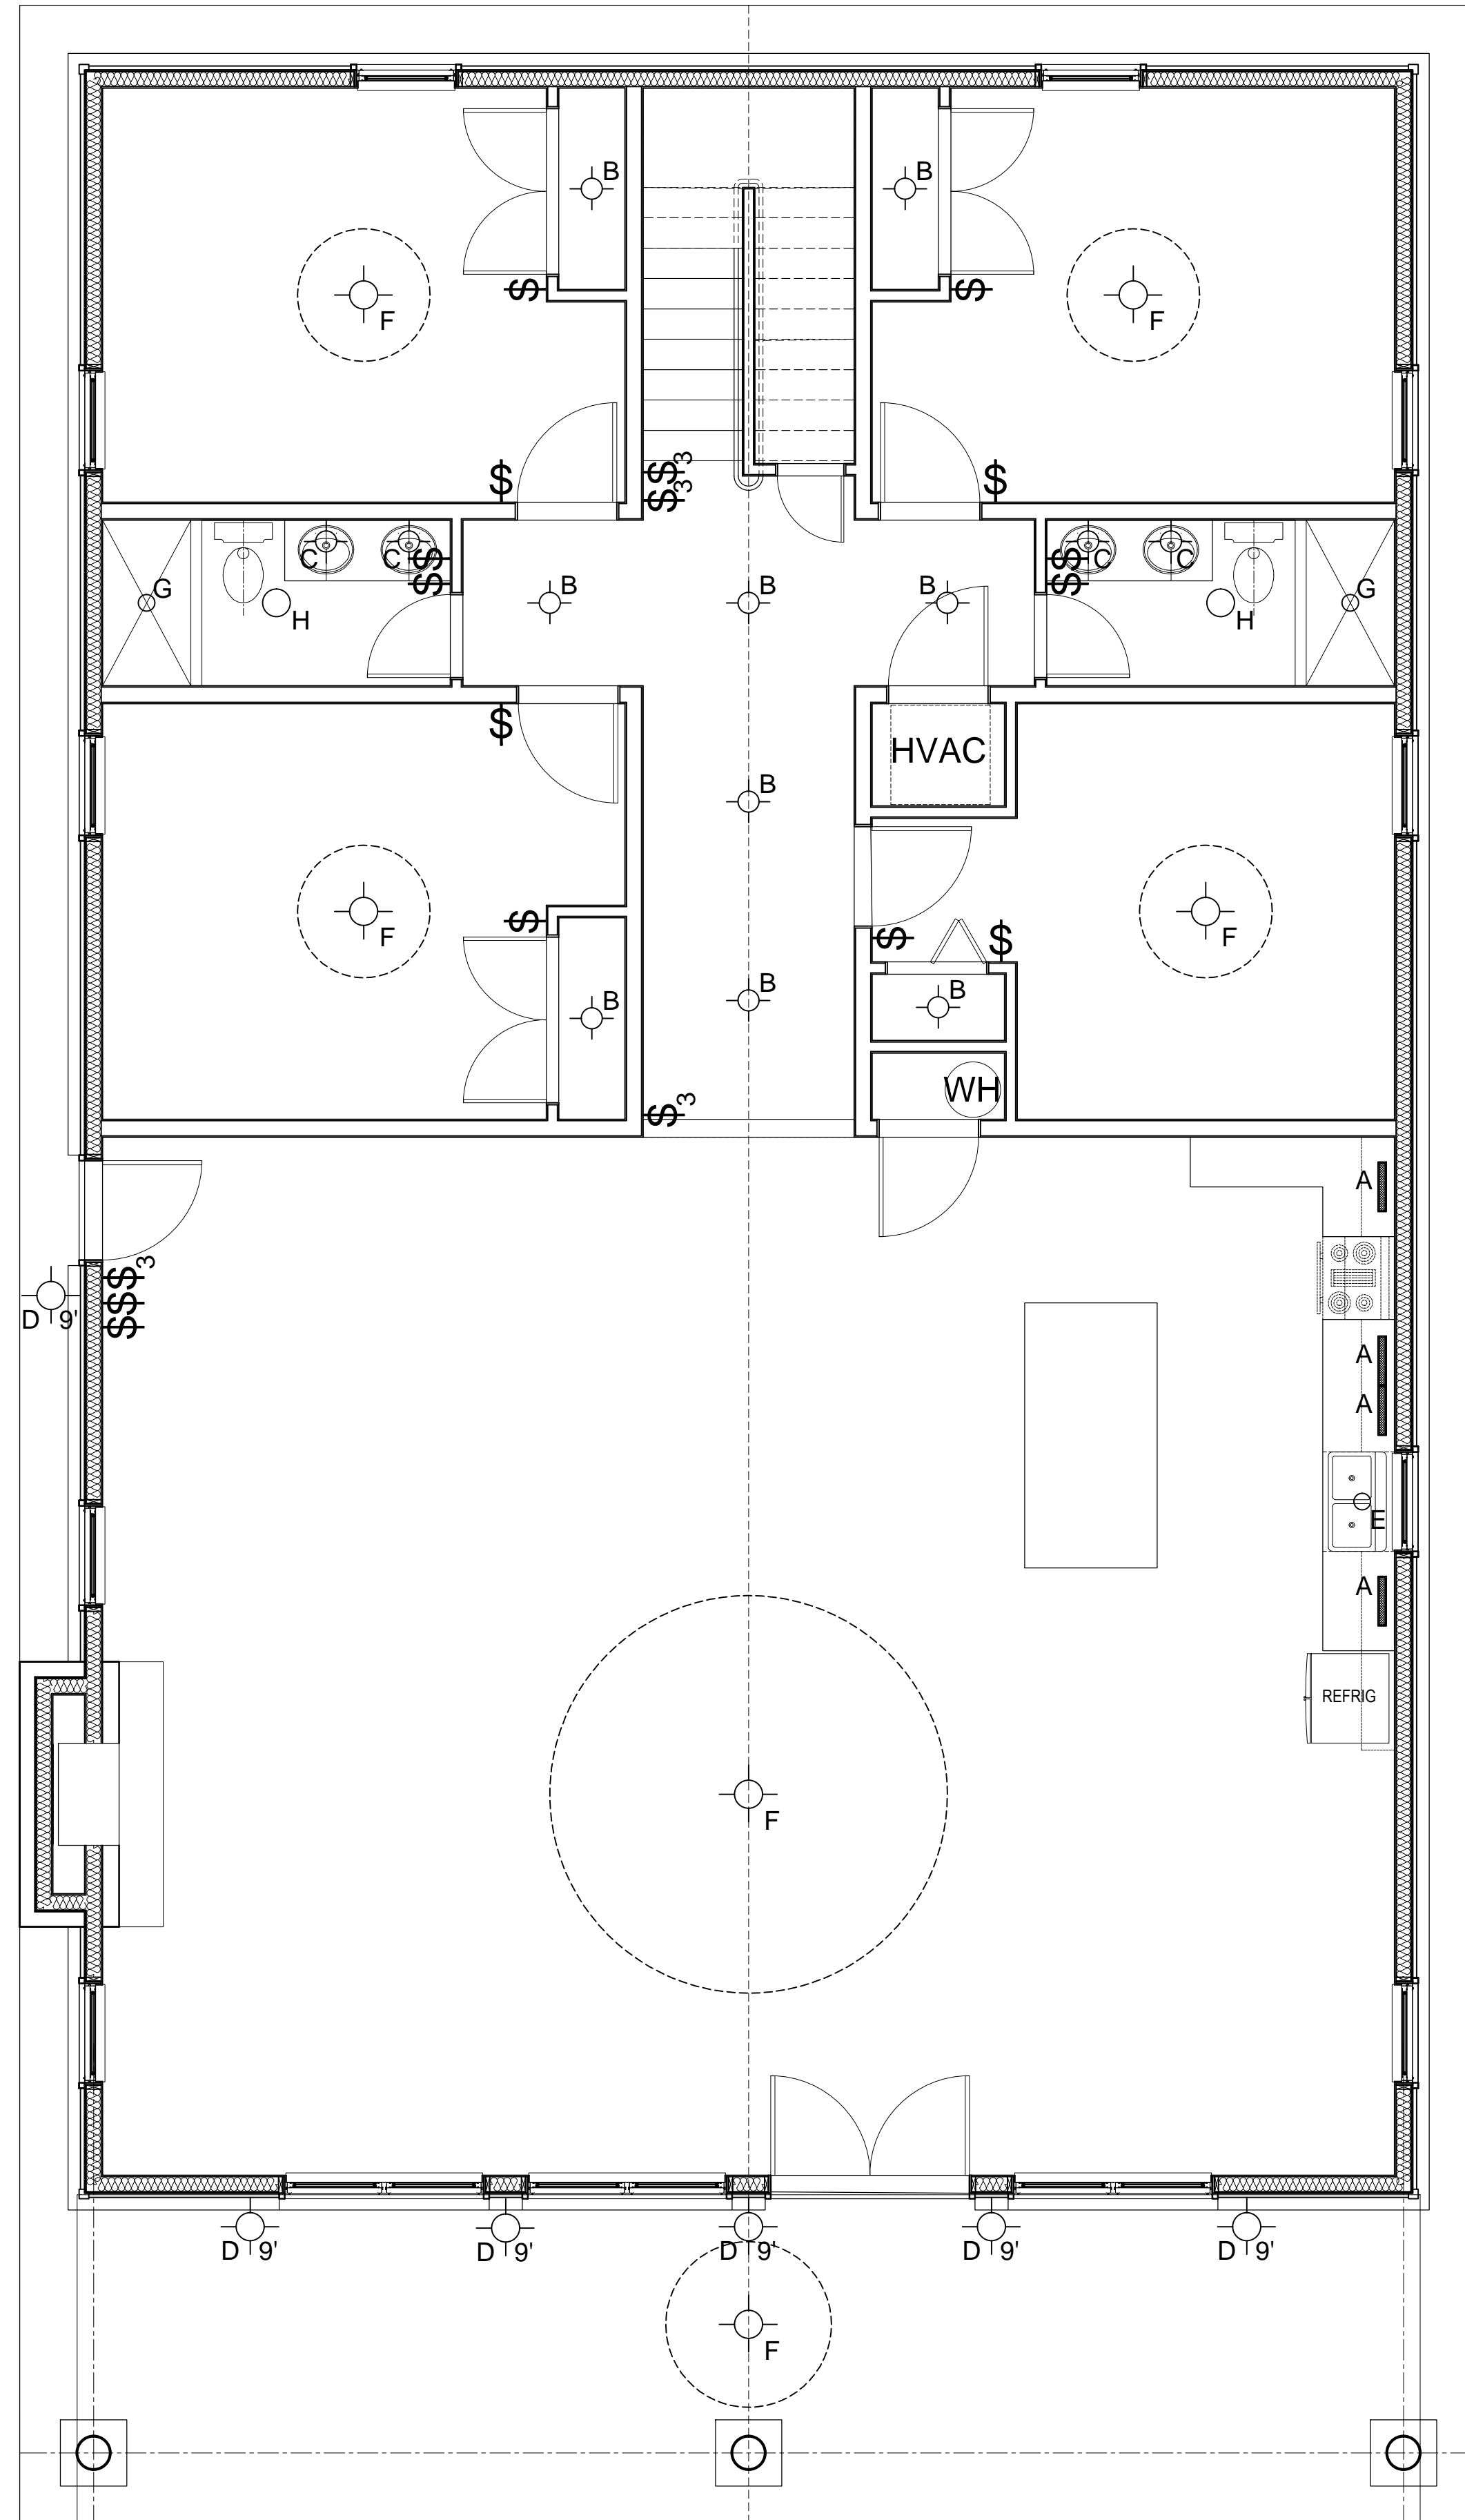 B B
F F
$ $
$ $ $ 3
$ 3
C C $ $ $ $ C C
G H B B B H G
$
HVAC
B
B
F $ F
$ $
B B B
WH
$ 3
A
$ 3
D 9' $
$
A
A
E
A
REFRIG
F
D 9' D 9' D 9' D 9' D 9'
F